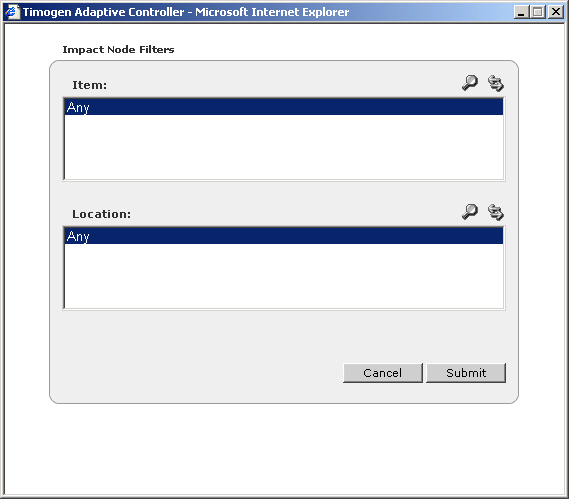 Timogen Adaptive Controller - Microsoft Internet Explorer
Impact Node Filters
Item:
Any
Location:
Any
Cancel Submit